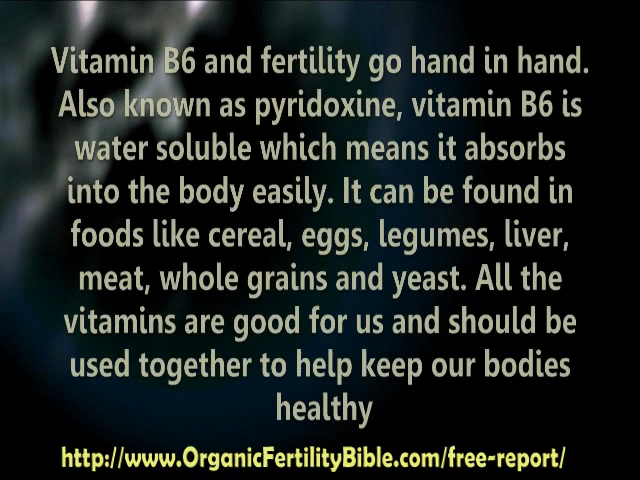 Vitamin B6 and fertility go hand in hand.
Also known as pyridoxine, vitamin B6 is
water soluble which means it absorbs
into the body easily. It can be found in
foods like cereal, eggs, legumes, liver,
meat, whole grains and yeast. All the
vitamins are good for us and should be
used together to help keep our bodies
healthy
http://www.OrganicFertilityBible.com/free-report/